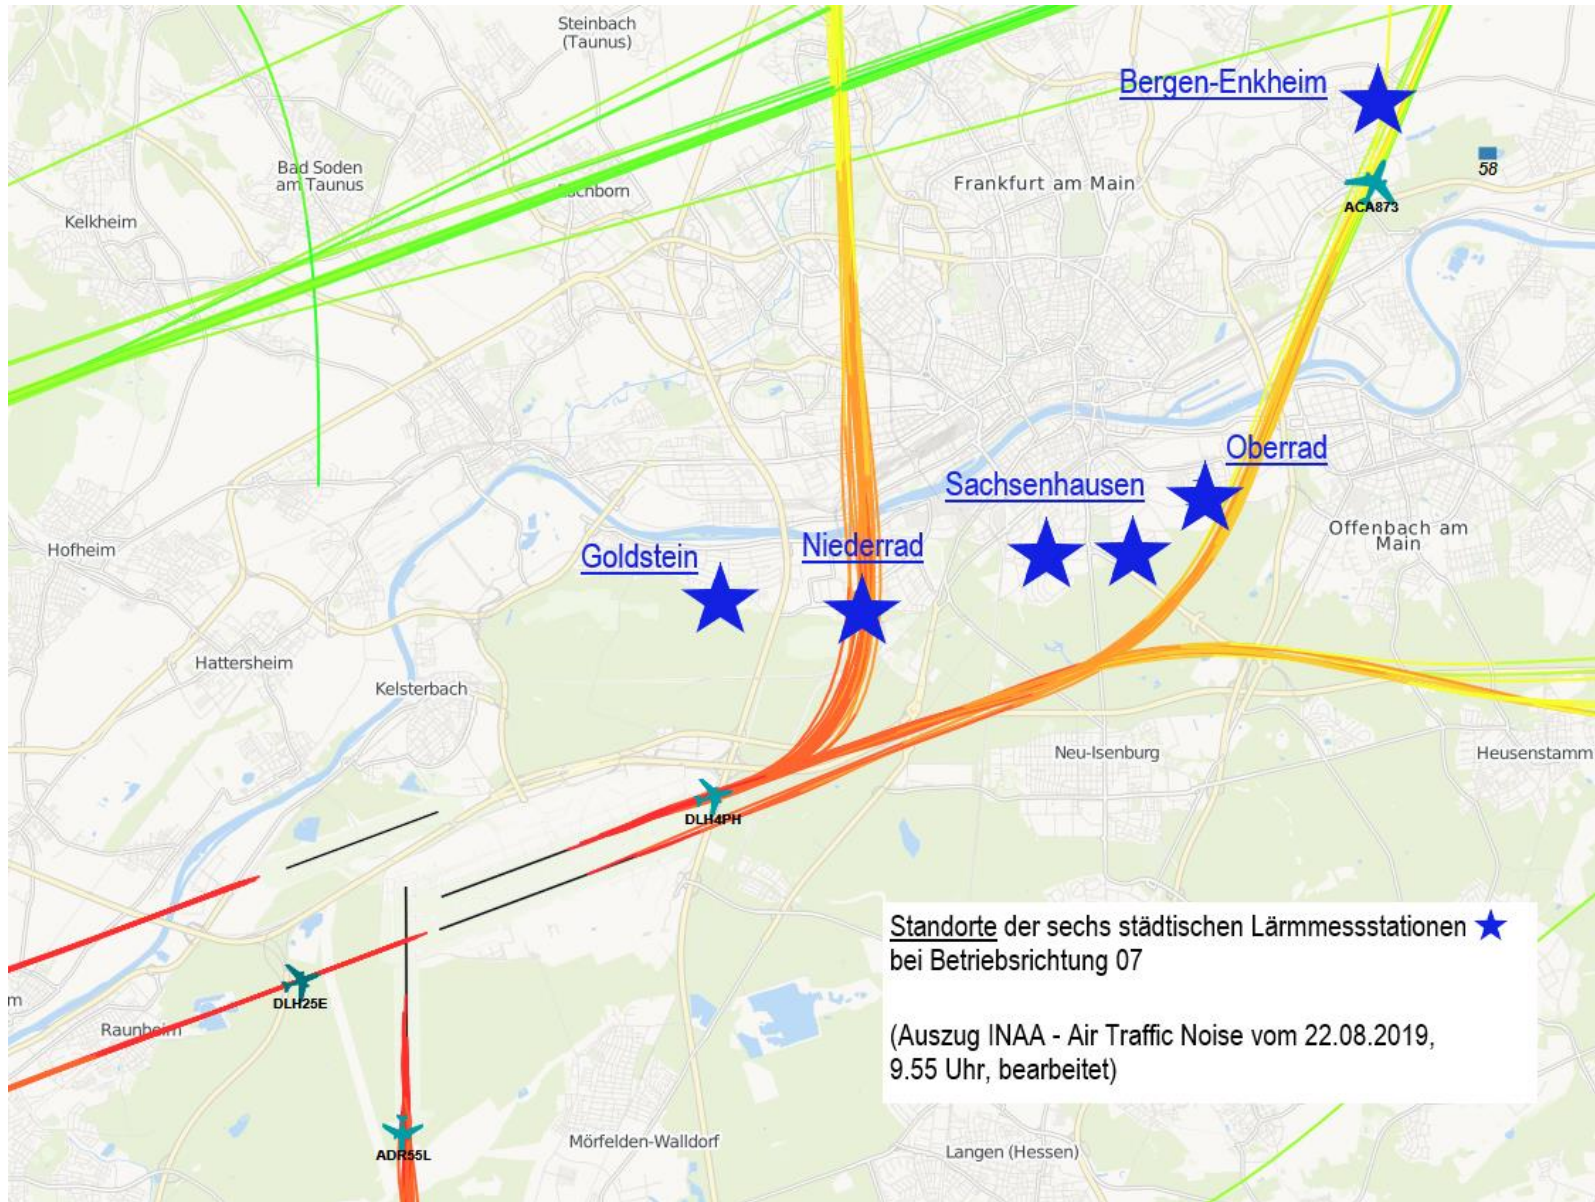 Steinbach
(Taunus)
Bergen-Enkheim
58
Bad Soden
am Taunus
Frankfurt am Main
ACA873
Kelkheim
Oberrad
Sachsenhausen
Offenbach am
Main
Hofheim
Goldstein
Niederrad
Hattersheim
Kelsterbach
Neu-Isenburg
Heusenstamm
DLH4PH
Standorte der sechs städtischen Lärmmessstationen
bei Betriebsrichtung 07
DLH25E
Raunheim
(Auszug INAA - Air Traffic Noise vom 22.08.2019,
9.55 Uhr, bearbeitet)
Mörfelden-Walldorf
Langen (Hessen)
ADR55L